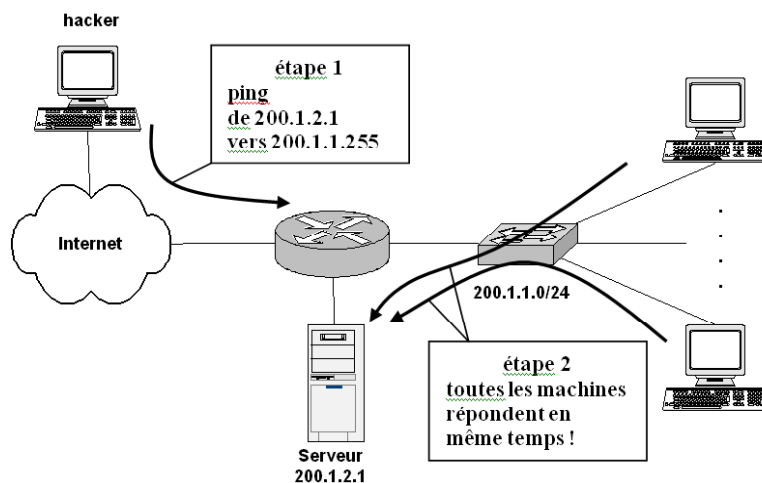 hacker
étape 1
ping
de 200.1.2.1
vers 200.1.1.255
Internet
200.1.1.0/24
étape 2
toutes les machines
répondent en
même temps !
Serveur
200.1.2.1